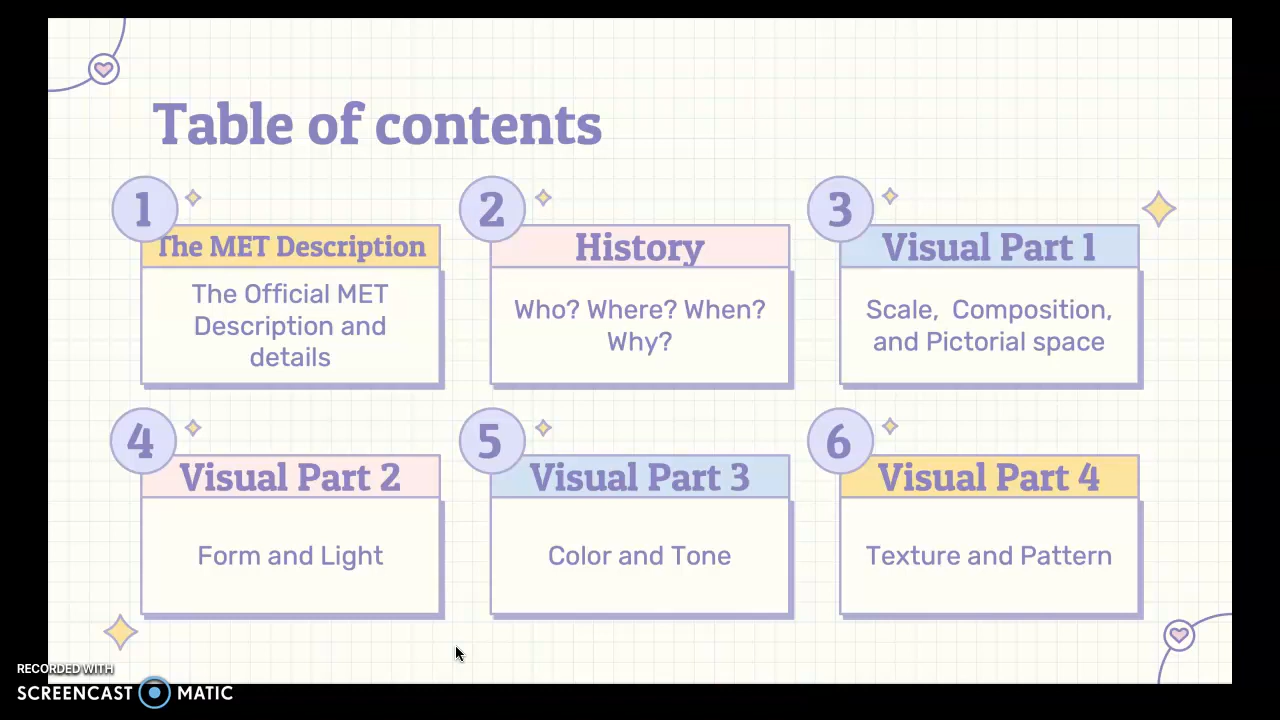 Table of contents
1
The MET Description
The Official MET
Description and
details
2
History
Who? Where? When?
Why?
3
Visual Part 1
Scale,  Composition,
and Pictorial space
4
Visual Part 2
Form and Light
5
Visual Part 3
Color and Tone
6
Visual Part 4
Texture and Pattern
RECORDED WITH
SCREENCAST MATIC